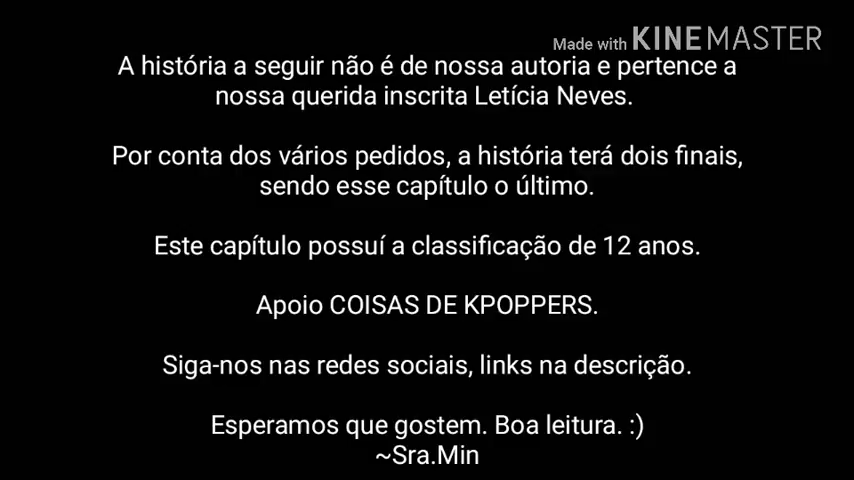 Made with KINEMASTER
A história a seguir não é de nossa autoria e pertence a
nossa querida inscrita Letícia Neves.
Por conta dos vários pedidos, a história terá dois finais,
sendo esse capítulo o último.
Este capítulo possuí a classificação de 12 anos.
Apoio COISAS DE KPOPPERS.
Siga-nos nas redes sociais, links na descrição.
Esperamos que gostem. Boa leitura. :)
~Sra.Min